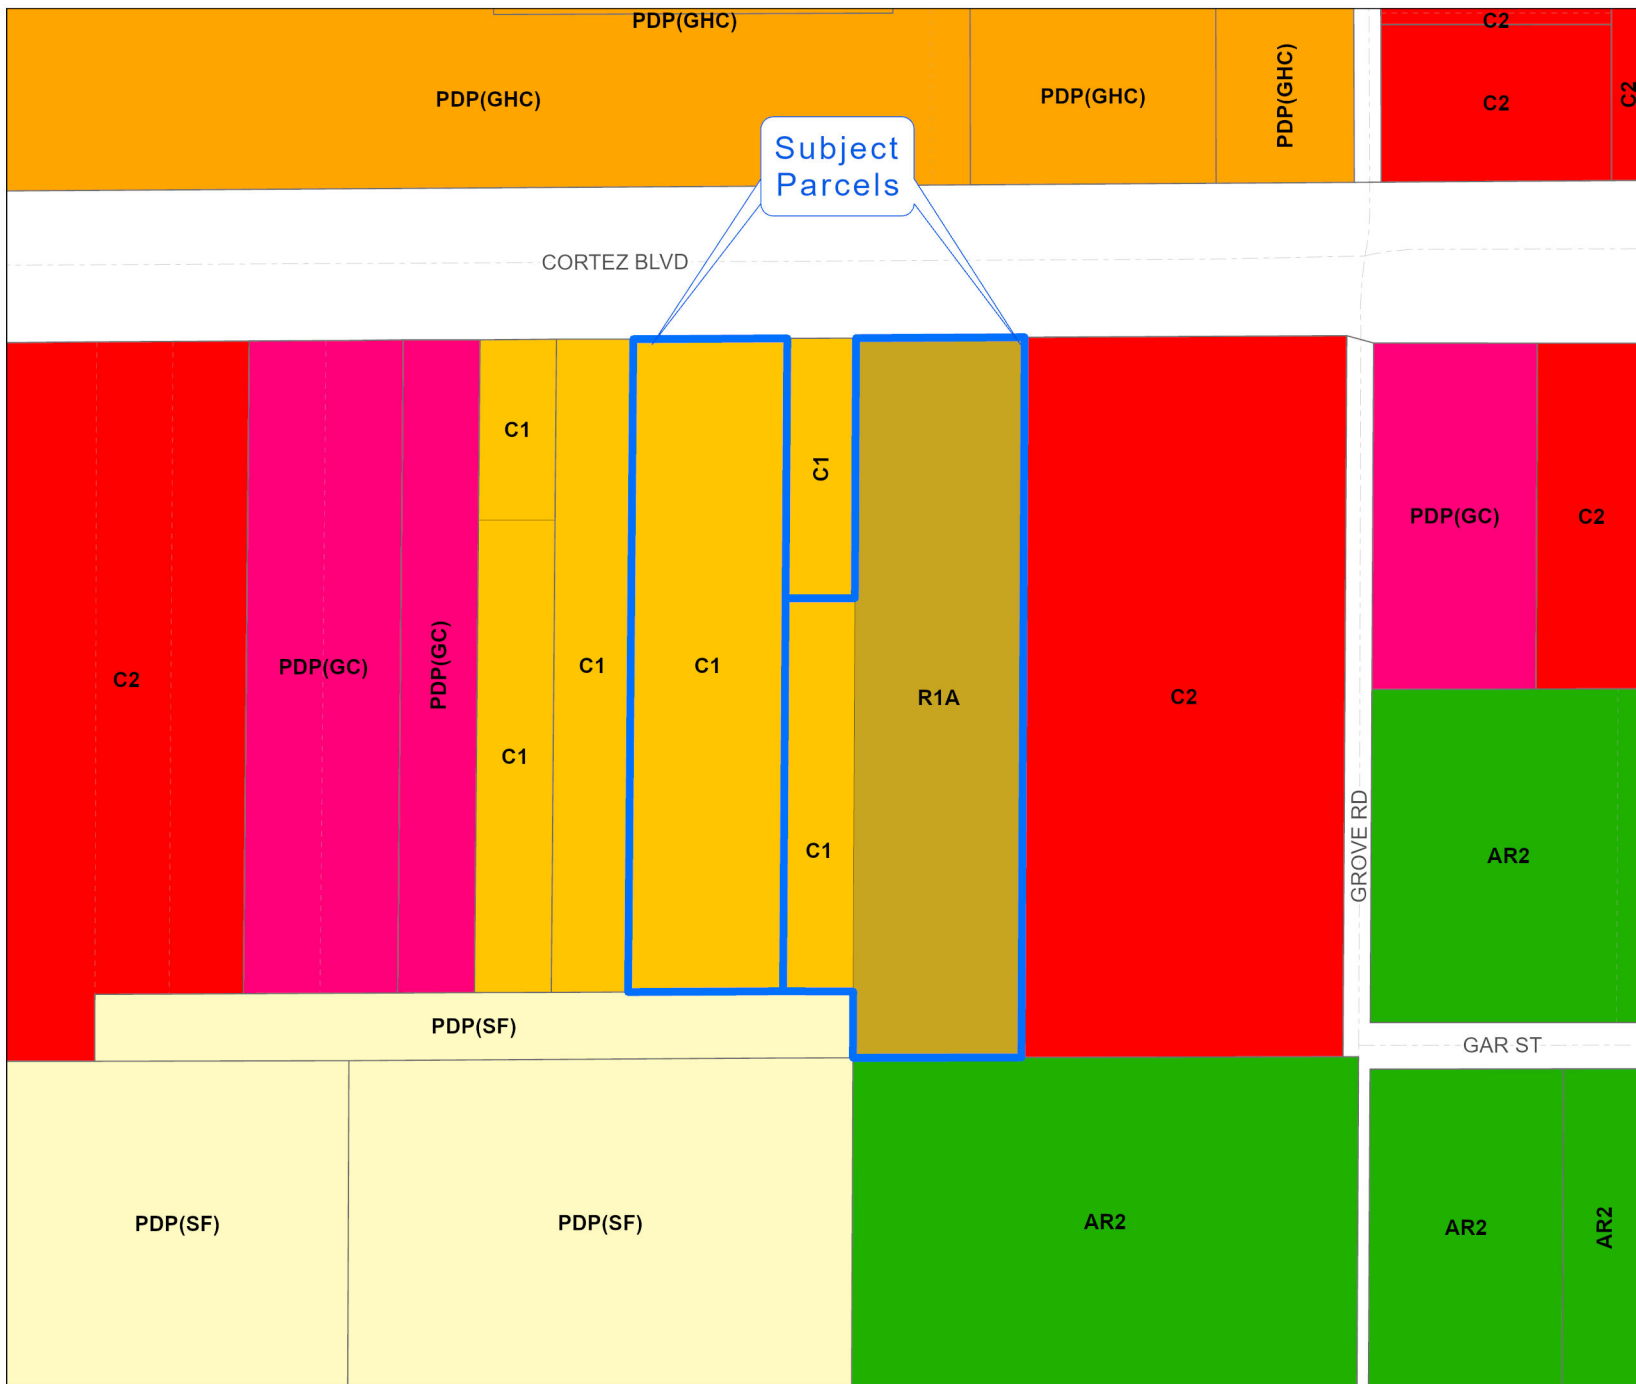 PDP(GHC)
C2
PDP(GHC)
PDP(GHC)
PDP(GHC)
C2
C2
Subject
Parcels
CORTEZ BLVD
C1
C1
PDP(GC)
C2
C2
PDP(GC)
PDP(GC)
C1
C1
R1A
C2
C1
C1
AR2
GROVE RD
PDP(SF)
GAR ST
PDP(SF)
PDP(SF)
AR2
AR2
AR2